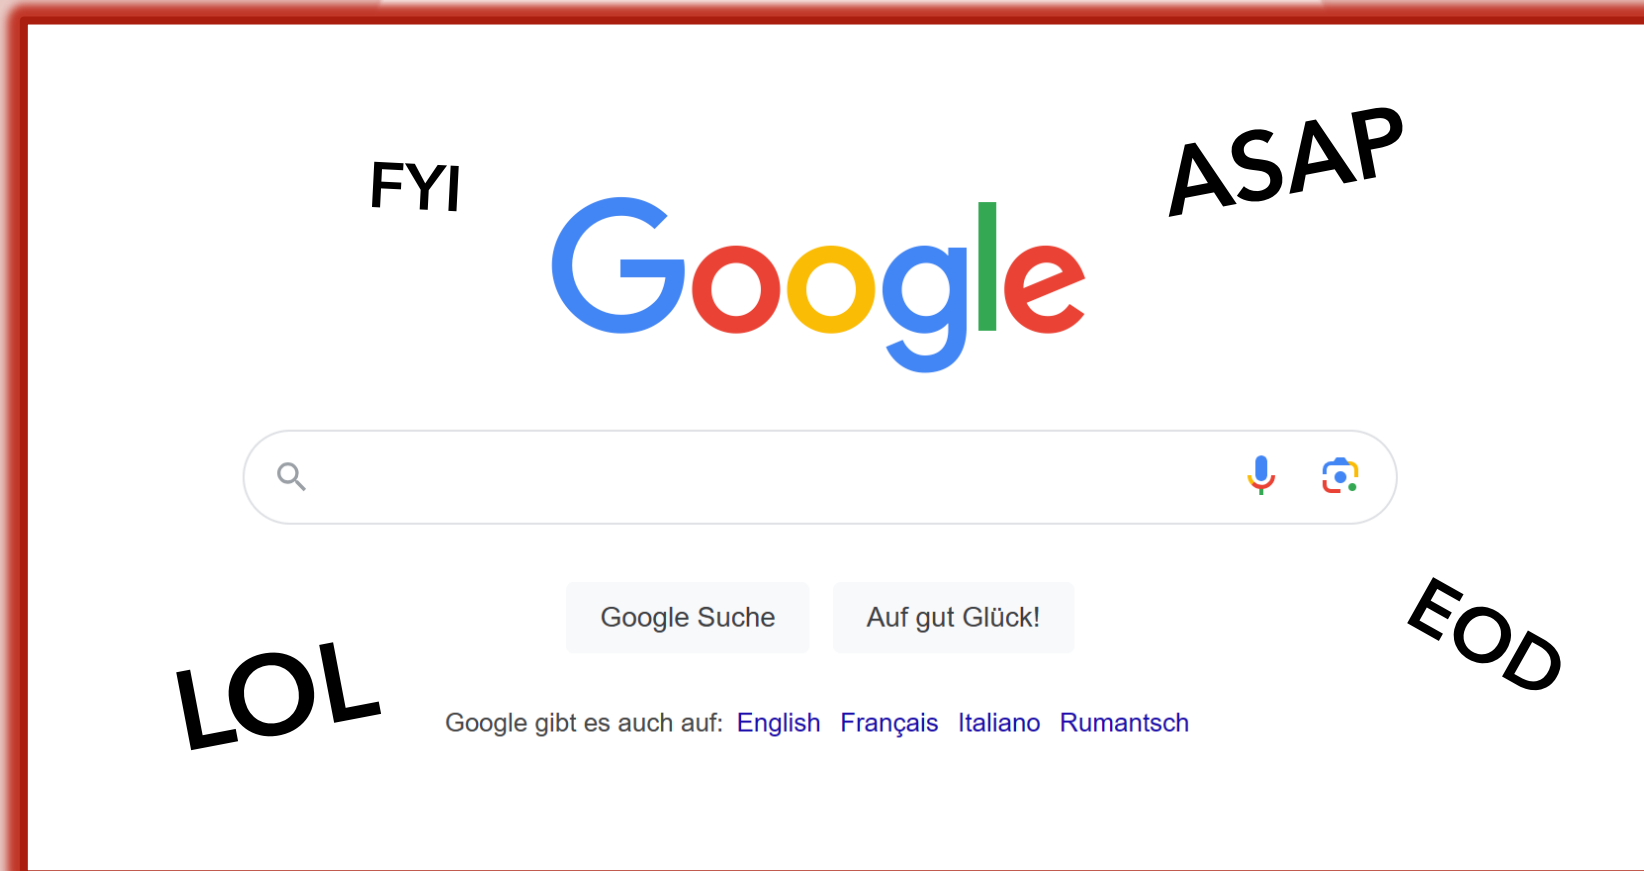 FYI
ASAP
Google
Google Suche
Auf gut Glück!
EOD
LOL
Google gibt es auch auf: English Français Italiano Rumantsch